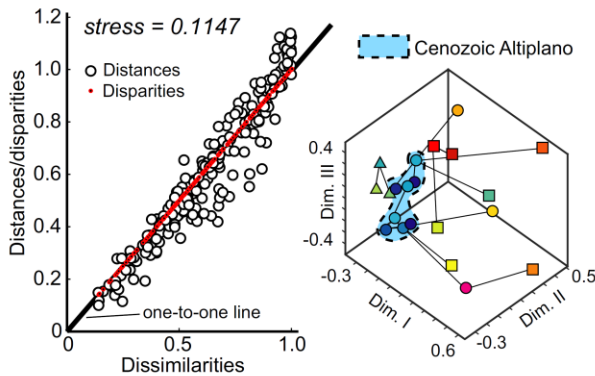 stress = 0.1147
Distances
Disparities
one-to-one line
Distances/disparities
1.2
1.0
0.8
0.6
0.4
0.2
0
0
0.5
1.0
Dissimilarities
Cenozoic Altiplano
0.4
Dim. III
-0.4
-0.3
Dim. I
0.6
-0.3
Dim. II
0.5